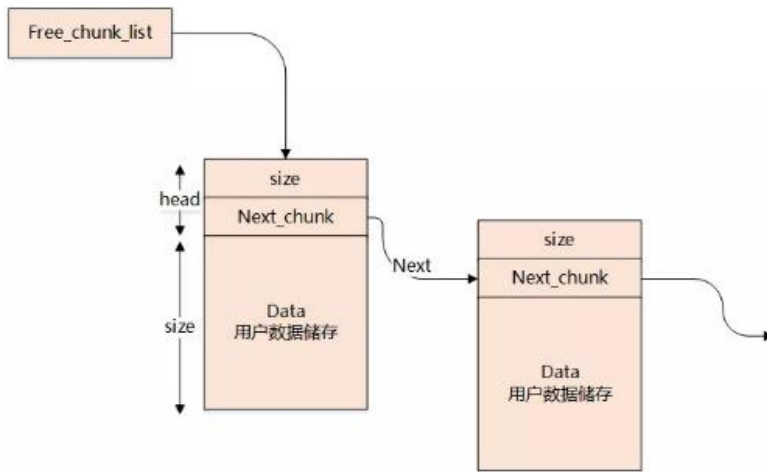 Free_chunk_list
size
head
Next_chunk
size
Next
Next_chunk
size
Data
用户数据储存
Data
用户数据储存